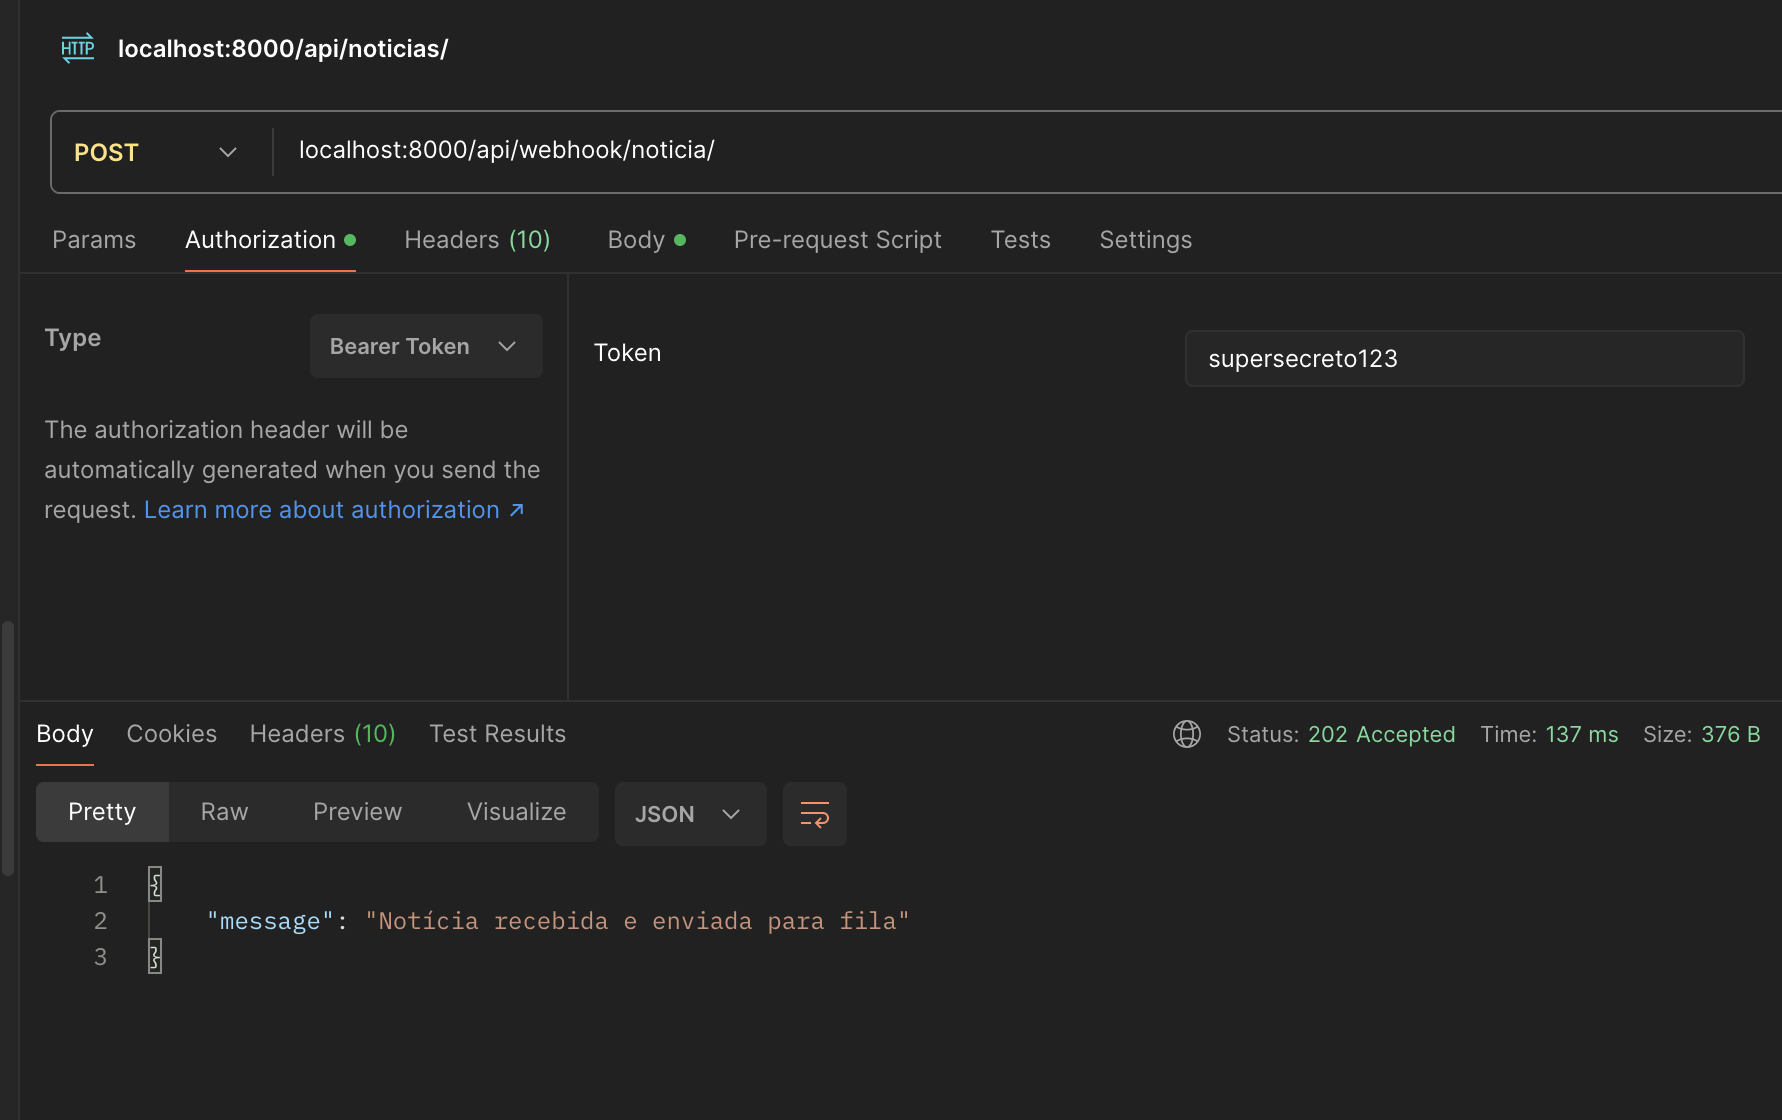 HTTP localhost:8000/api/noticias/
POST localhost:8000/api/webhook/noticia/
Params Authorization Headers (10) Body Pre-request Script Tests Settings
Type Bearer Token
The authorization header will be
automatically generated when you send the
request. Learn more about authorization ↗
Token supersecreto123
Body Cookies Headers (10) Test Results Status: 202 Accepted Time: 137 ms Size: 376 B
Pretty Raw Preview Visualize JSON
1 {
2 "message": "Notícia recebida e enviada para fila"
3 }